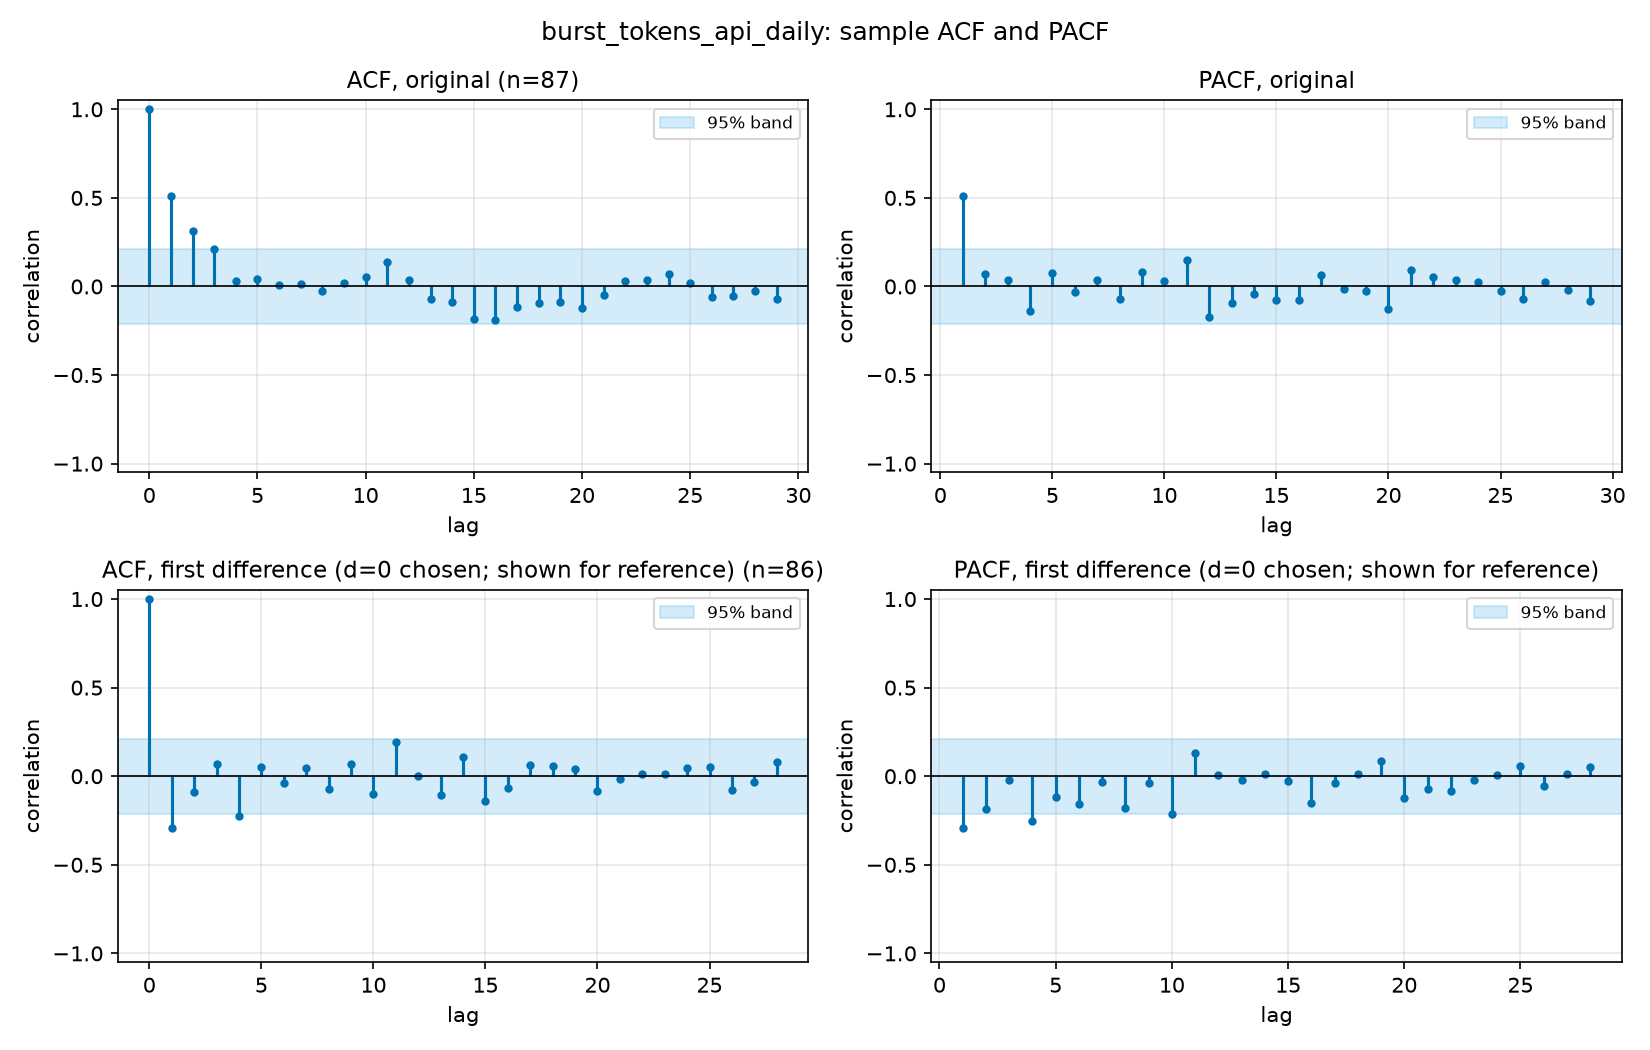 burst_tokens_api_daily: sample ACF and PACF
ACF, original (n=87)
1.0
0.5
0.0
−0.5
−1.0
correlation
95% band
0 5 10 15 20 25 30
lag
PACF, original
1.0
0.5
0.0
−0.5
−1.0
correlation
95% band
0 5 10 15 20 25 30
lag
ACF, first difference (d=0 chosen; shown for reference) (n=86)
1.0
0.5
0.0
−0.5
−1.0
correlation
95% band
0 5 10 15 20 25
lag
PACF, first difference (d=0 chosen; shown for reference)
1.0
0.5
0.0
−0.5
−1.0
correlation
95% band
0 5 10 15 20 25
lag